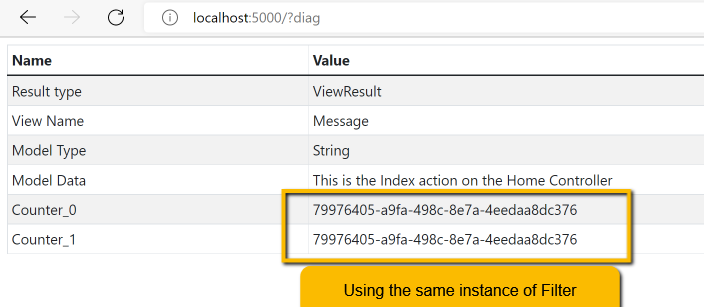 localhost:5000/?diag
Name Value
Result type ViewResult
View Name Message
Model Type String
Model Data This is the Index action on the Home Controller
Counter_0 79976405-a9fa-498c-8e7a-4eedaa8dc376
Counter_1 79976405-a9fa-498c-8e7a-4eedaa8dc376
Using the same instance of Filter